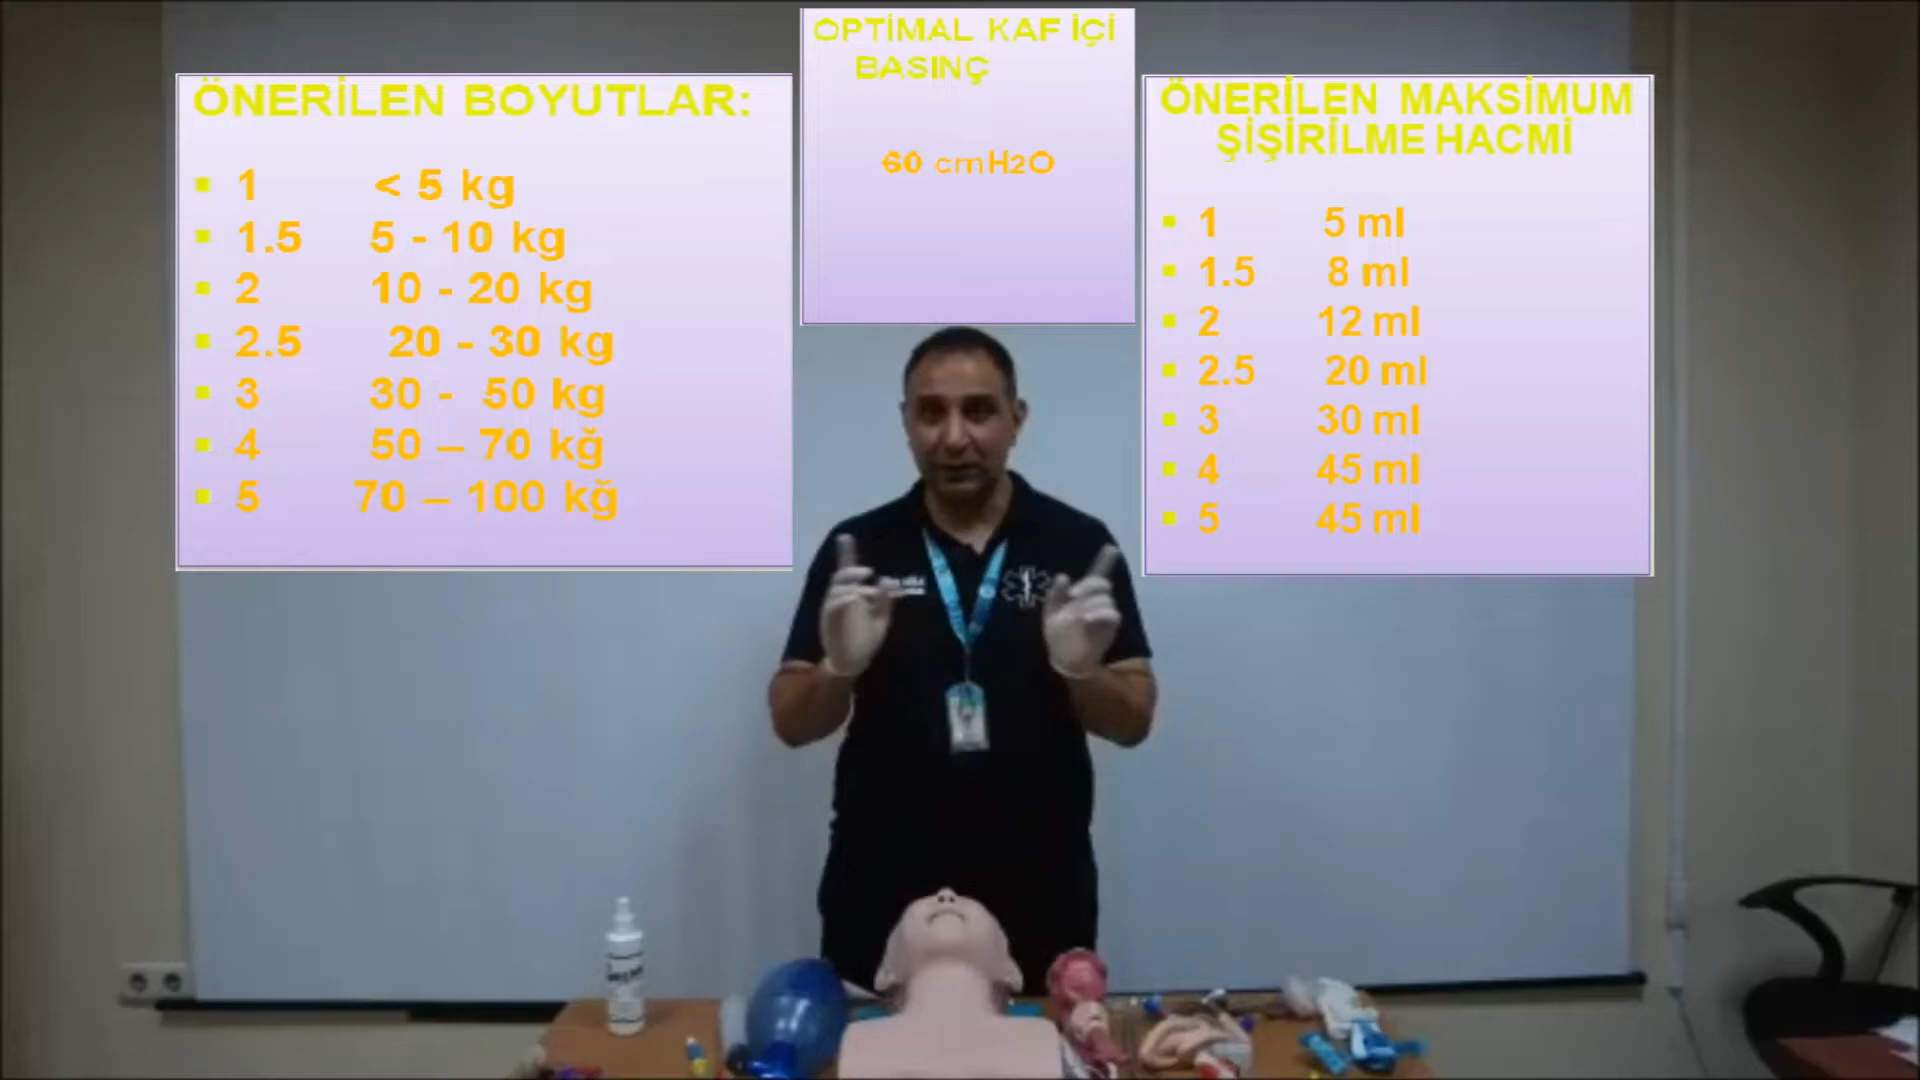 ÖNERİLEN BOYUTLAR:
1 < 5 kg
1.5 5 - 10 kg
2 10 - 20 kg
2.5 20 - 30 kg
3 30 - 50 kg
4 50 – 70 kğ
5 70 – 100 kğ
OPTİMAL KAF İÇİ
BASINÇ
60 cmH2O
ÖNERİLEN MAKSİMUM
ŞİŞİRİLME HACMİ
1 5 ml
1.5 8 ml
2 12 ml
2.5 20 ml
3 30 ml
4 45 ml
5 45 ml